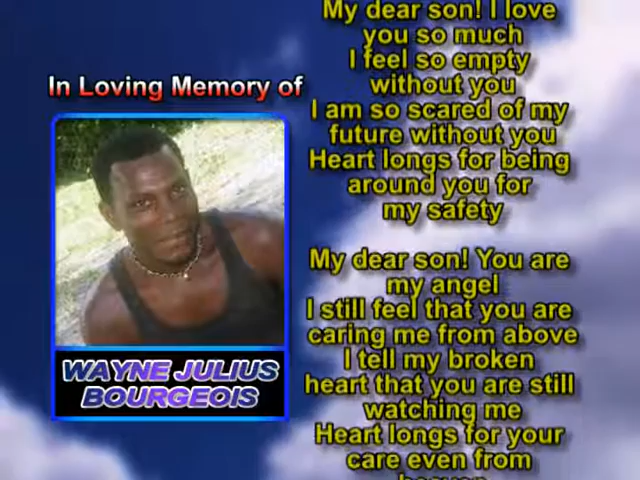 In Loving Memory of
WAYNE JULIUS
BOURGEOIS
My dear son! I love
you so much
I feel so empty
without you
I am so scared of my
future without you
Heart longs for being
around you for
my safety
My dear son! You are
my angel
I still feel that you are
caring me from above
I tell my broken
heart that you are still
watching me
Heart longs for your
care even from